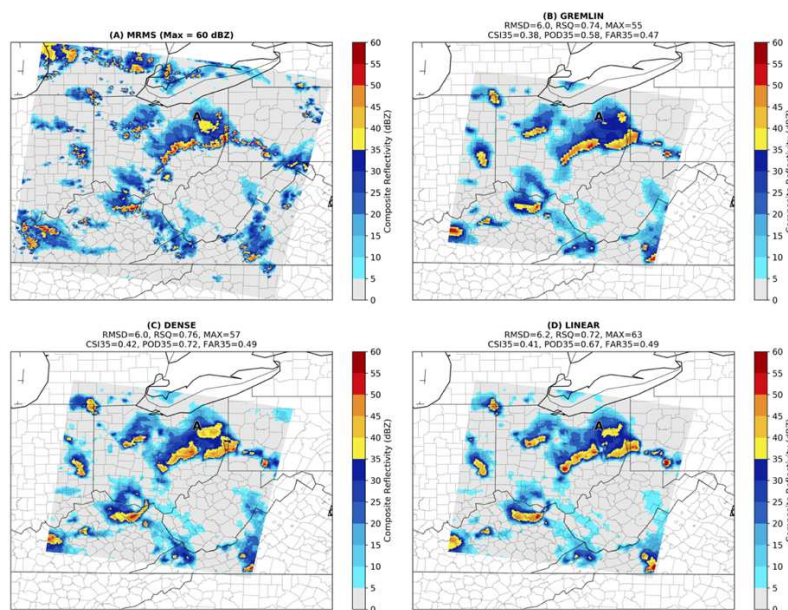 (A) MRMS (Max = 60 dBZ)
60
55
50
45
40
35
30
25
20
15
10
5
0
Composite Reflectivity (dBZ)
A
(B) GREMLIN
RMSD=6.0, RSQ=0.74, MAX=55
CSI35=0.38, POD35=0.58, FAR35=0.47
60
55
50
45
40
35
30
25
20
15
10
5
0
Composite Reflectivity (dBZ)
A
(C) DENSE
RMSD=6.0, RSQ=0.76, MAX=57
CSI35=0.42, POD35=0.72, FAR35=0.49
60
55
50
45
40
35
30
25
20
15
10
5
0
Composite Reflectivity (dBZ)
A
(D) LINEAR
RMSD=6.2, RSQ=0.72, MAX=63
CSI35=0.41, POD35=0.67, FAR35=0.49
60
55
50
45
40
35
30
25
20
15
10
5
0
Composite Reflectivity (dBZ)
A